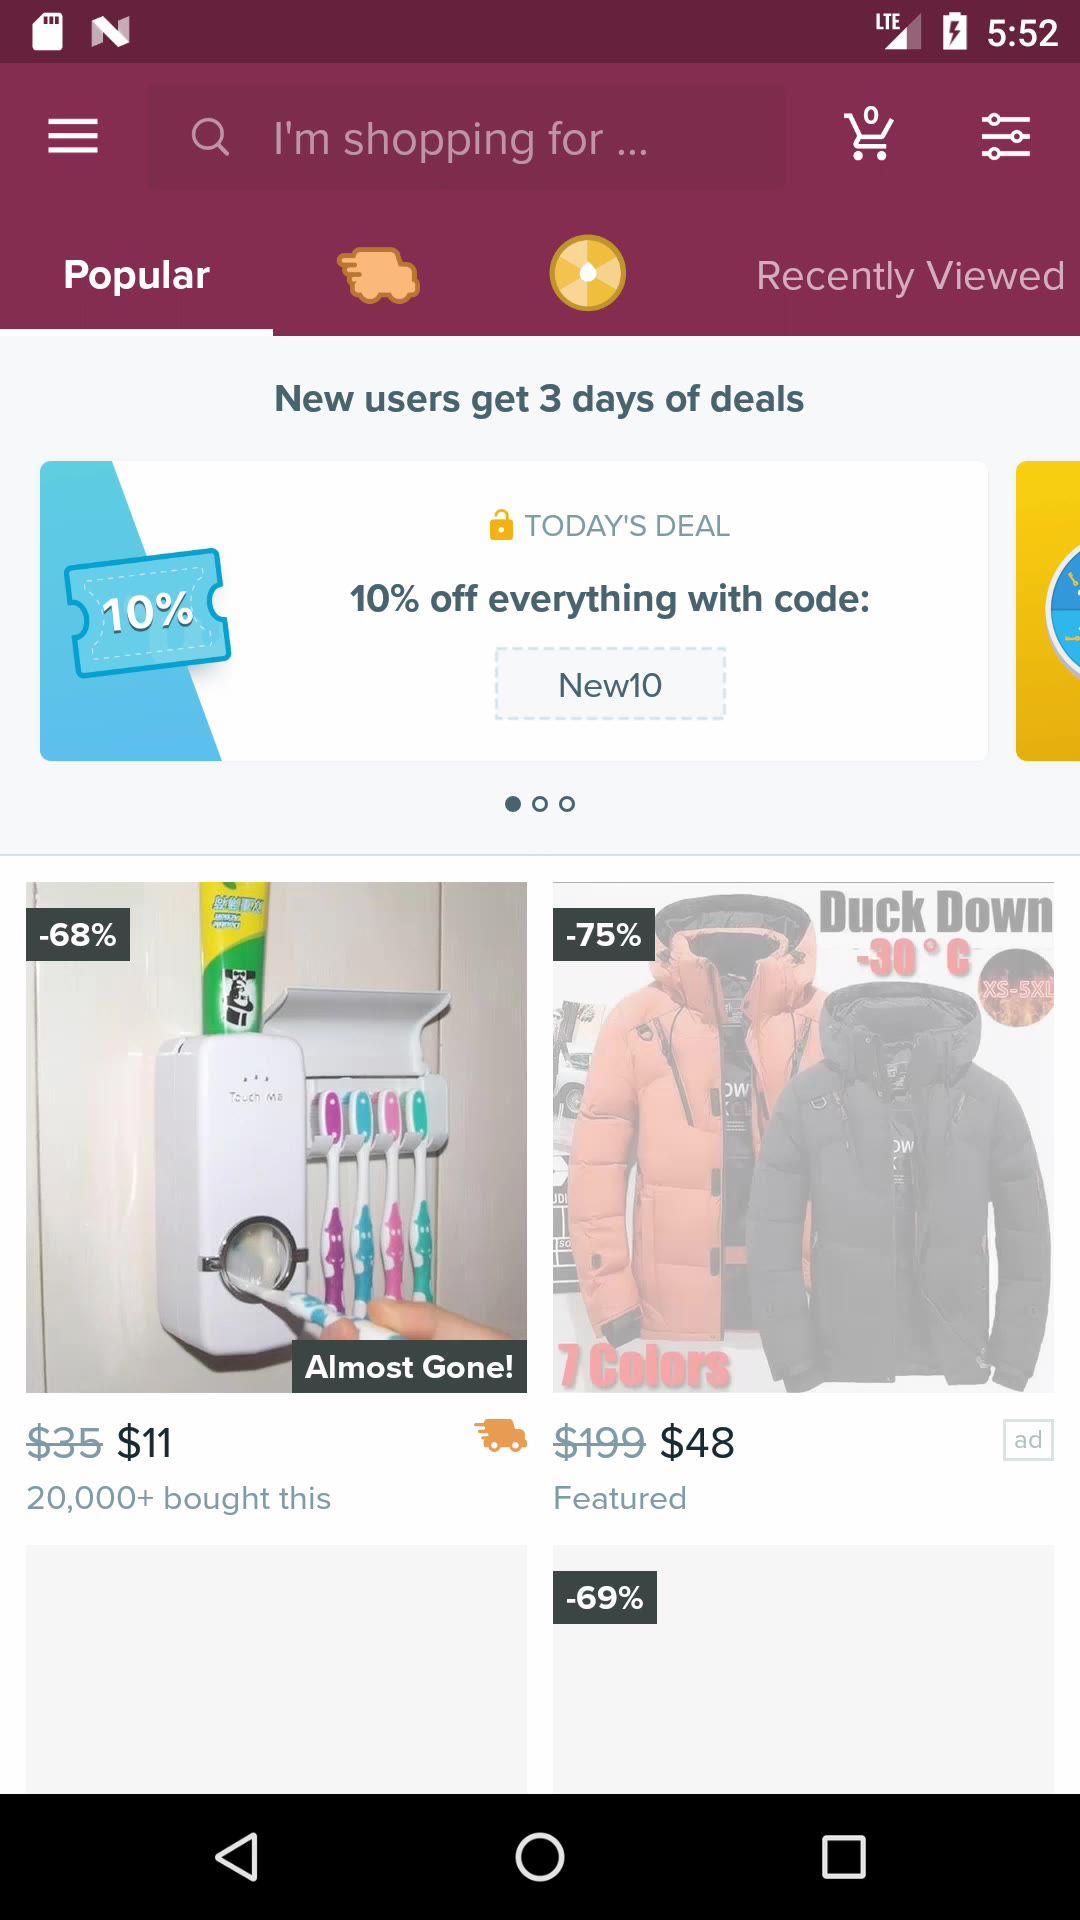 LTE
5:52
I'm shopping for ...
0
Popular
Recently Viewed
New users get 3 days of deals
TODAY'S DEAL
10%
10% off everything with code:
New10
-68%
Touch Me
Almost Gone!
-75%
Duck Down
-30°C
XS-5XL
7 Colors
$35 $11
20,000+ bought this
$199 $48
ad
Featured
-69%